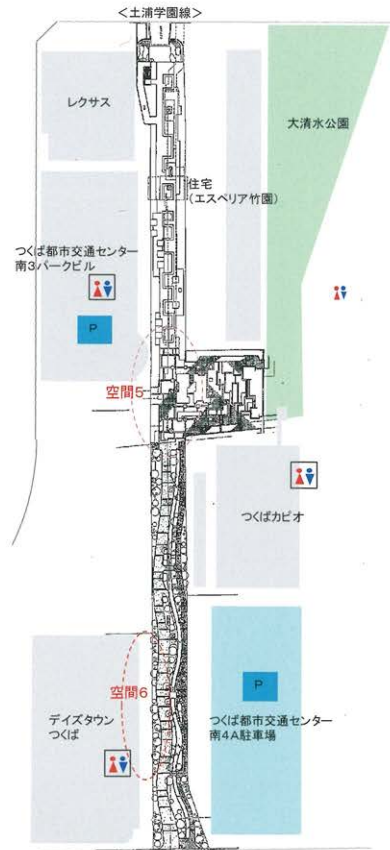 <土浦学園線>
レクサス
大清水公園
住宅
(エスペリア竹園)
つくば都市交通センター
南3パークビル
P
空間5
つくばカピオ
空間6
P
デイズタウン
つくば
つくば都市交通センター
南4A駐車場